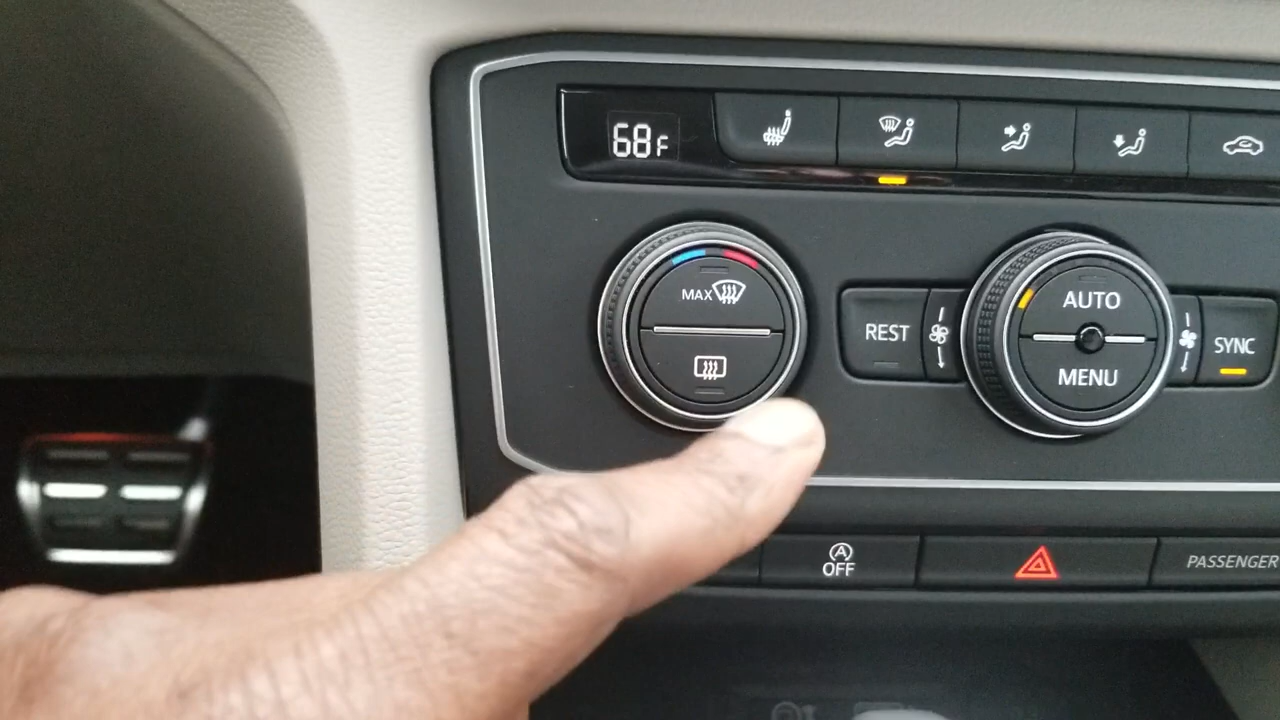 68F
MAX
REST
AUTO
MENU
SYNC
A
OFF
PASSENGER